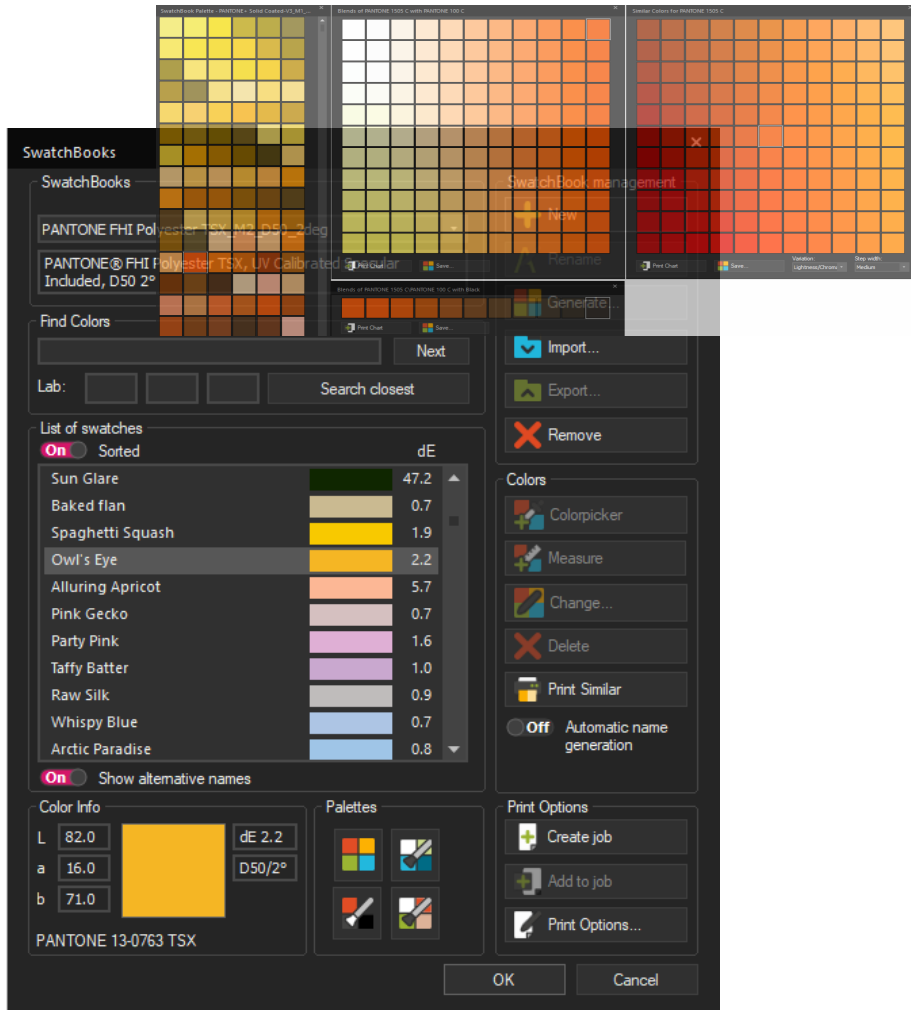 SwatchBook Palette - PANTONE+ Solid Coated-V3_M1_...
Blends of PANTONE 1505 C with PANTONE 100 C
Similar Colors for PANTONE 1505 C
SwatchBooks
SwatchBooks
SwatchBook management
PANTONE FHI Polyester TSX_M2_D50_2deg
New
PANTONE® FHI Polyester TSX, UV Calibrated Specular
Included, D50 2°
Rename
Print Chart
Save...
Print Chart
Save...
Variation:
Lightness/Chroma
Step width:
Medium
Blends of PANTONE 1505 C/PANTONE 100 C with Black
Generate...
Print Chart
Save...
Find Colors
Next
Import...
Lab:
Search closest
Export...
Remove
List of swatches
On
Sorted
dE
Sun Glare 47.2
Baked flan 0.7
Spaghetti Squash 1.9
Owl's Eye 2.2
Alluring Apricot 5.7
Pink Gecko 0.7
Party Pink 1.6
Taffy Batter 1.0
Raw Silk 0.9
Whispy Blue 0.7
Arctic Paradise 0.8
On
Show alternative names
Colors
Colorpicker
Measure
Change...
Delete
Print Similar
Off
Automatic name
generation
Color Info
L 82.0
dE 2.2
a 16.0
D50/2°
b 71.0
PANTONE 13-0763 TSX
Palettes
Print Options
Create job
Add to job
Print Options...
OK
Cancel